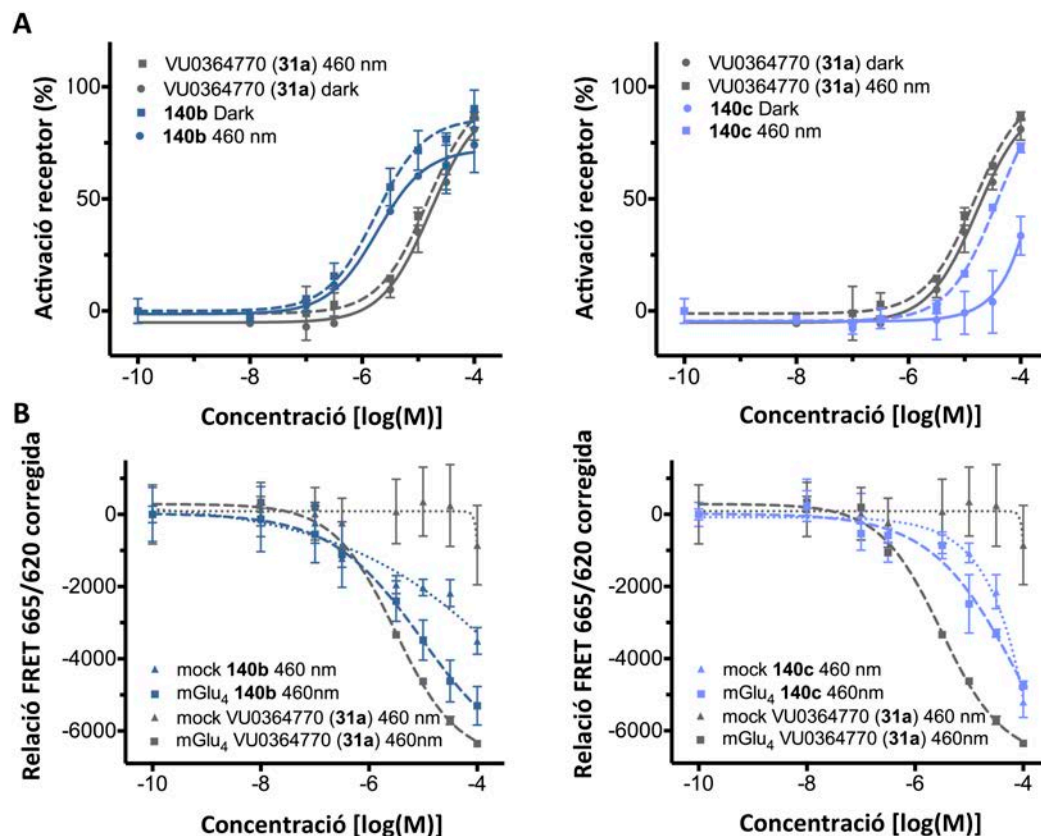 A
Activació receptor (%)
100
50
0
VU0364770 (31a) 460 nm
VU0364770 (31a) dark
140b Dark
140b 460 nm
-10
-8
-6
-4
Concentració [log(M)]
Activació receptor (%)
100
50
0
VU0364770 (31a) dark
VU0364770 (31a) 460 nm
140c Dark
140c 460 nm
-10
-8
-6
-4
Concentració [log(M)]
B
Relació FRET 665/620 corregida
0
-2000
-4000
-6000
mock 140b 460 nm
mGlu4 140b 460nm
mock VU0364770 (31a) 460 nm
mGlu4 VU0364770 (31a) 460nm
-10
-8
-6
-4
Concentració [log(M)]
Relació FRET 665/620 corregida
0
-2000
-4000
-6000
mock 140c 460 nm
mGlu4 140c 460nm
mock VU0364770 (31a) 460 nm
mGlu4 VU0364770 (31a) 460nm
-10
-8
-6
-4
Concentració [log(M)]